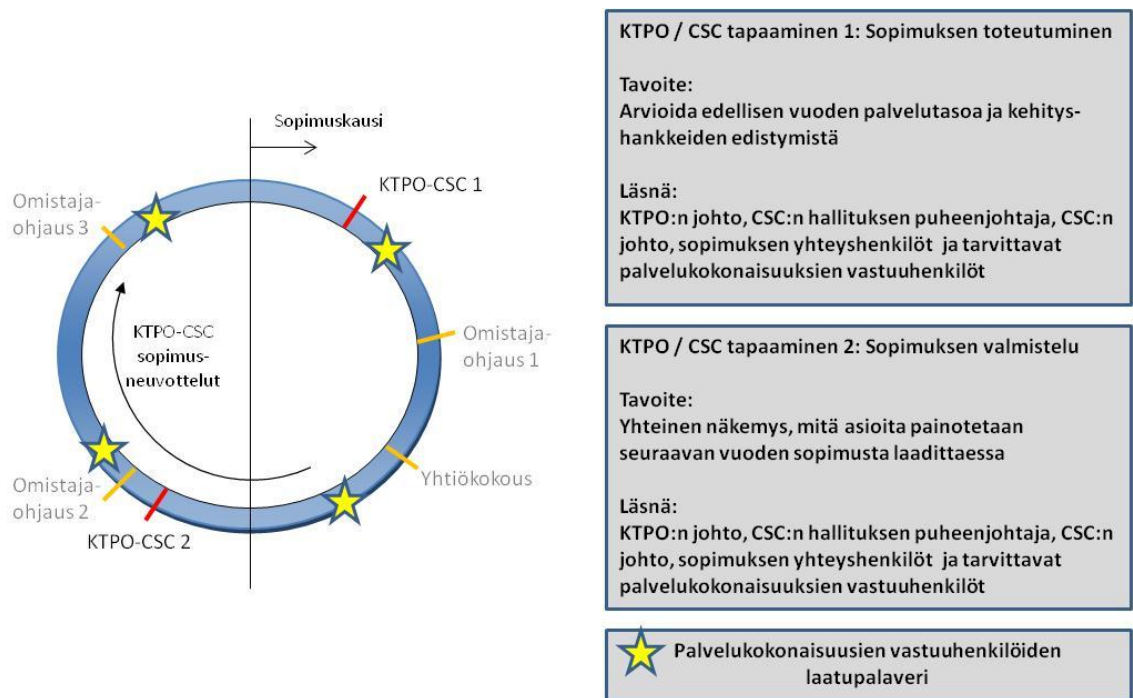 Sopimuskausi
KTPO-CSC 1
Omistaja-
ohjaus 3
Omistaja-
ohjaus 1
KTPO-CSC
sopimus-
neuvottelut
Yhtiökokous
Omistaja-
ohjaus 2
KTPO-CSC 2
KTPO / CSC tapaaminen 1: Sopimuksen toteutuminen
Tavoite:
Arvioida edellisen vuoden palvelutasoa ja kehitys-
hankkeiden edistymistä
Läsnä:
KTPO:n johto, CSC:n hallituksen puheenjohtaja, CSC:n
johto, sopimuksen yhteyshenkilöt ja tarvittavat
palvelukokonaisuuksien vastuuhenkilöt
KTPO / CSC tapaaminen 2: Sopimuksen valmistelu
Tavoite:
Yhteinen näkemys, mitä asioita painotetaan
seuraavan vuoden sopimusta laadittaessa
Läsnä:
KTPO:n johto, CSC:n hallituksen puheenjohtaja, CSC:n
johto, sopimuksen yhteyshenkilöt ja tarvittavat
palvelukokonaisuuksien vastuuhenkilöt
Palvelukokonaisuusien vastuuhenkilöiden
laatupalaveri